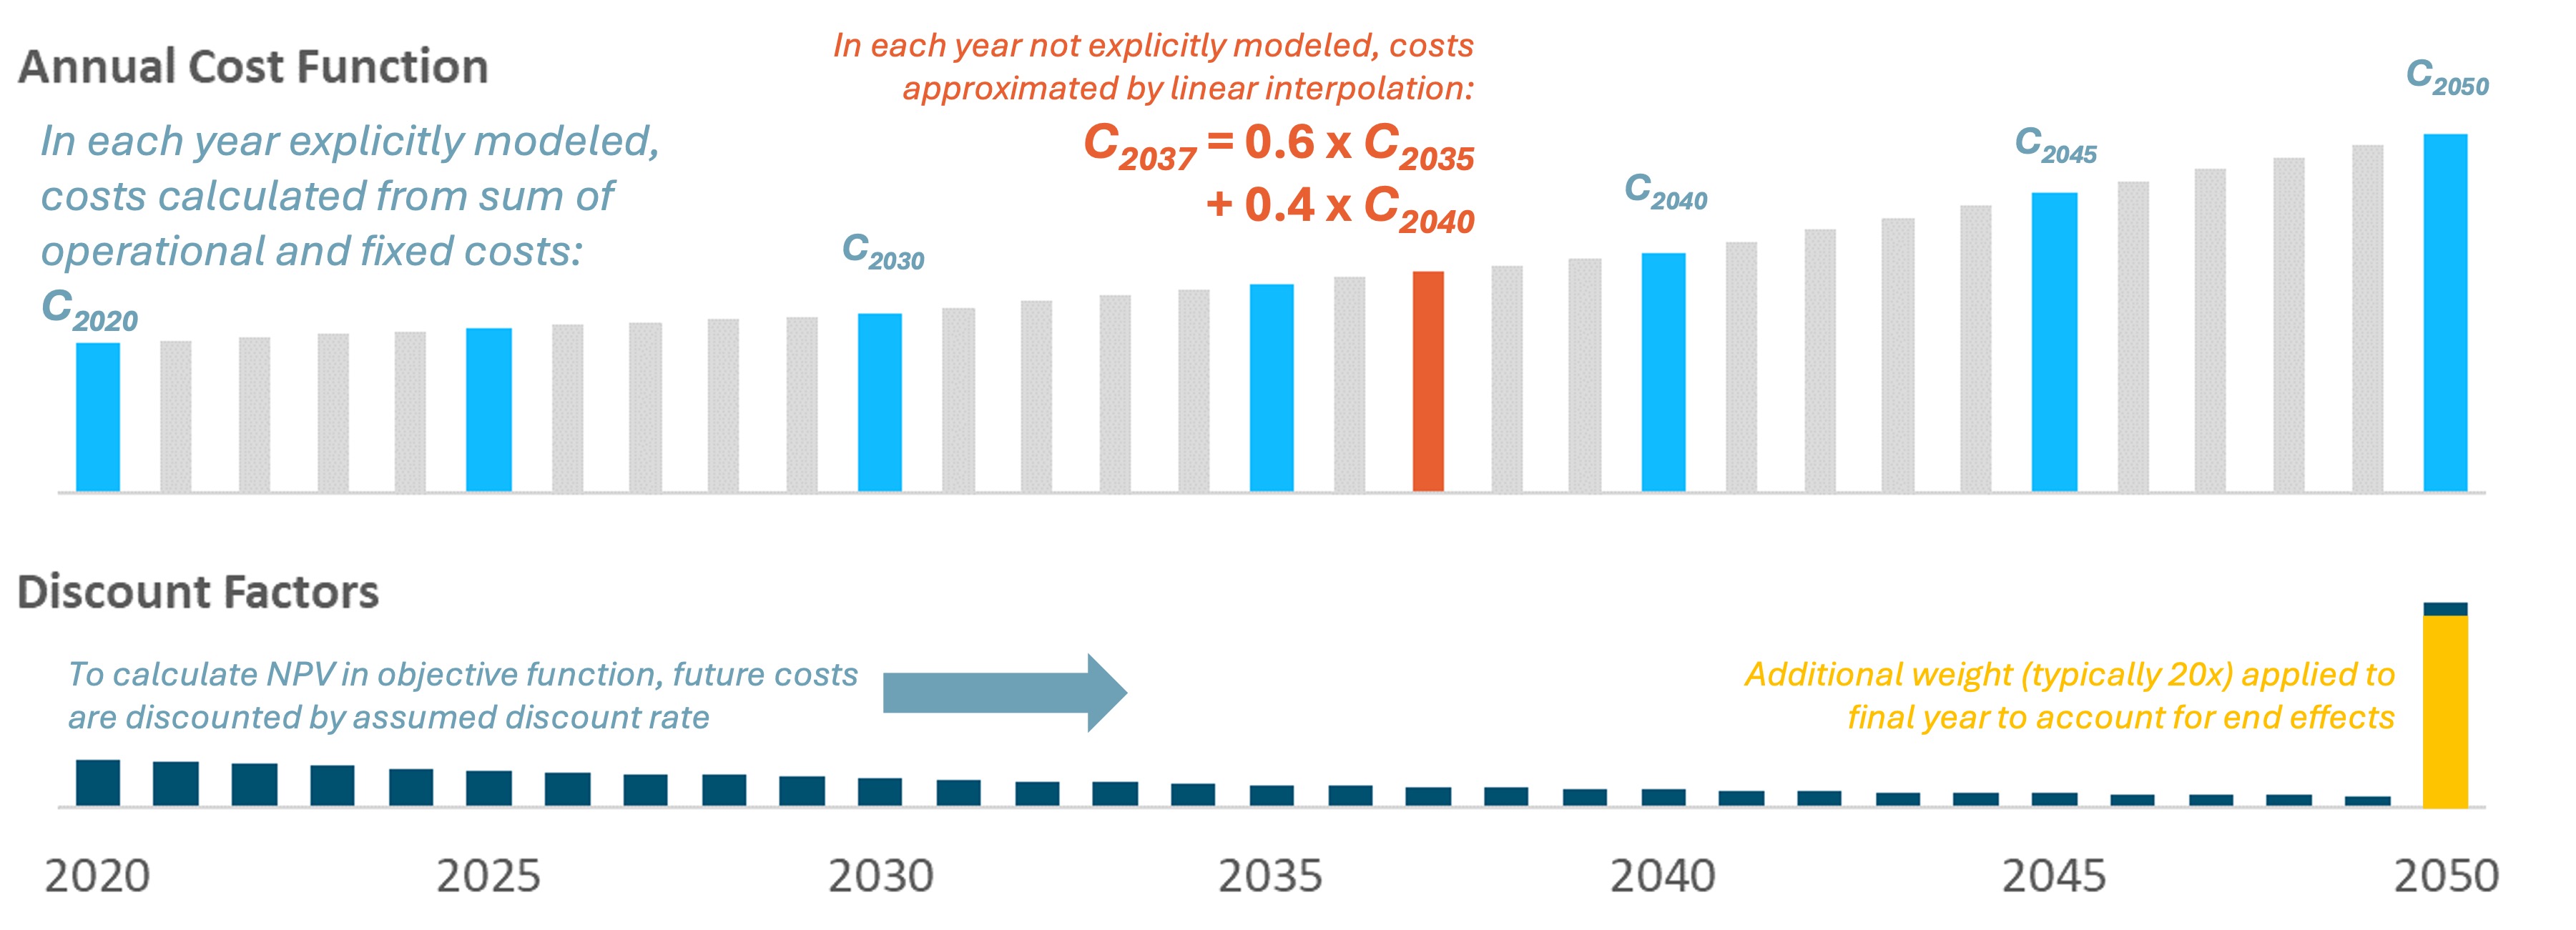 Annual Cost Function
In each year explicitly modeled,
costs calculated from sum of
operational and fixed costs:
C2020
In each year not explicitly modeled, costs
approximated by linear interpolation:
C2037 = 0.6 x C2035
+ 0.4 x C2040
C2030
C2040
C2045
C2050
Discount Factors
To calculate NPV in objective function, future costs
are discounted by assumed discount rate
Additional weight (typically 20x) applied to
final year to account for end effects
2020 2025 2030 2035 2040 2045 2050